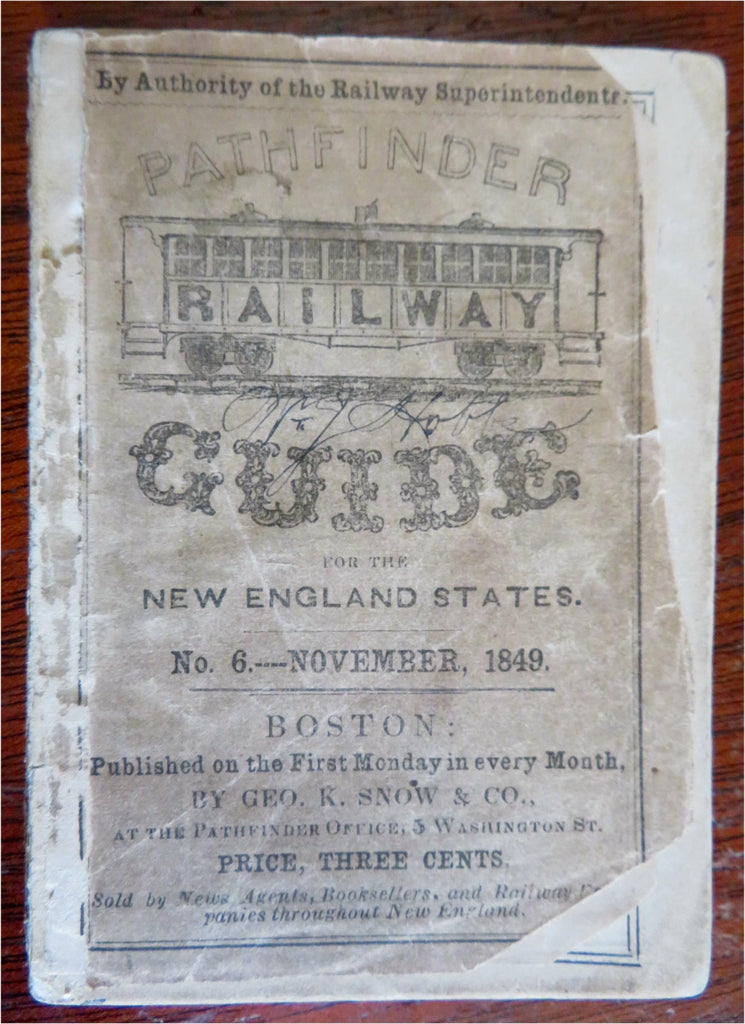 By Authority of the Railway Superintendents.
PATHFINDER
RAILWAY
Wm J Hobbs
GUIDE
FOR THE
NEW ENGLAND STATES.
No. 6.---NOVEMBER, 1849.
BOSTON:
Published on the First Monday in every Month,
BY GEO. K. SNOW & CO.,
AT THE PATHFINDER OFFICE, 5 WASHINGTON ST.
PRICE, THREE CENTS.
Sold by News Agents, Booksellers, and Railway
panies throughout New England.